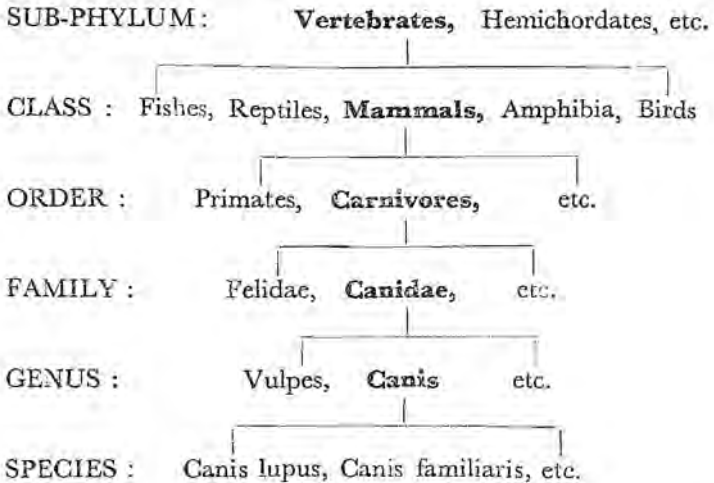 SUB-PHYLUM: Vertebrates, Hemichordates, etc.
CLASS : Fishes, Reptiles, Mammals, Amphibia, Birds
ORDER : Primates, Carnivores, etc.
FAMILY : Felidae, Canidae, etc.
GENUS : Vulpes, Canis etc.
SPECIES : Canis lupus, Canis familiaris, etc.